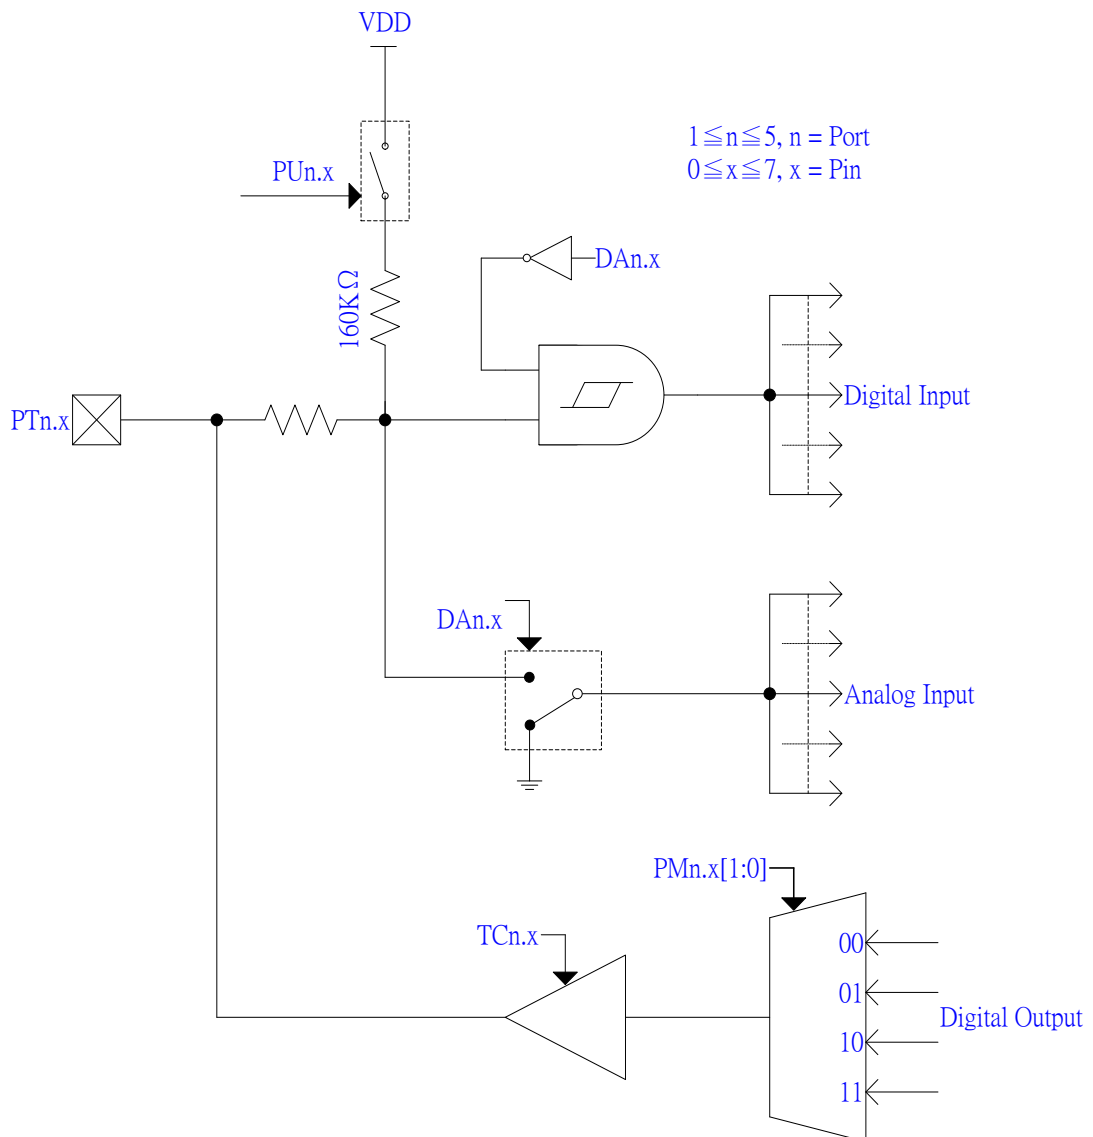 VDD
1≦n≦5, n = Port
0≦x≦7, x = Pin
PUn.x
DAn.x
160KΩ
Digital Input
PTn.x
DAn.x
Analog Input
PMn.x[1:0]
TCn.x
00
01
Digital Output
10
11